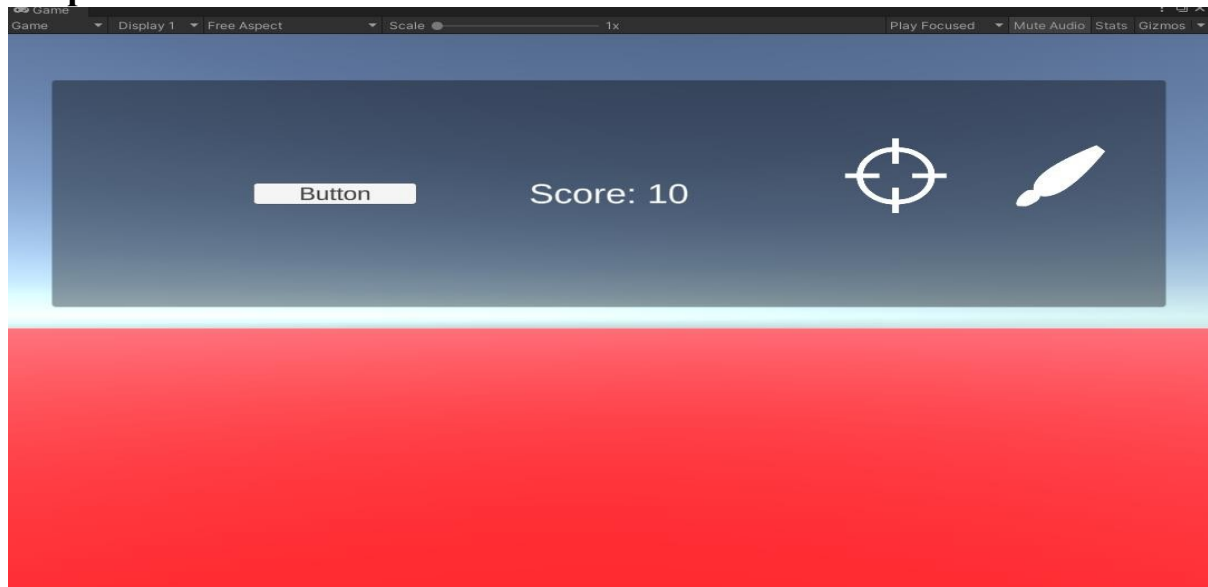 Game
Game Display 1 Free Aspect Scale 1x Play Focused Mute Audio Stats Gizmos
Button Score: 10